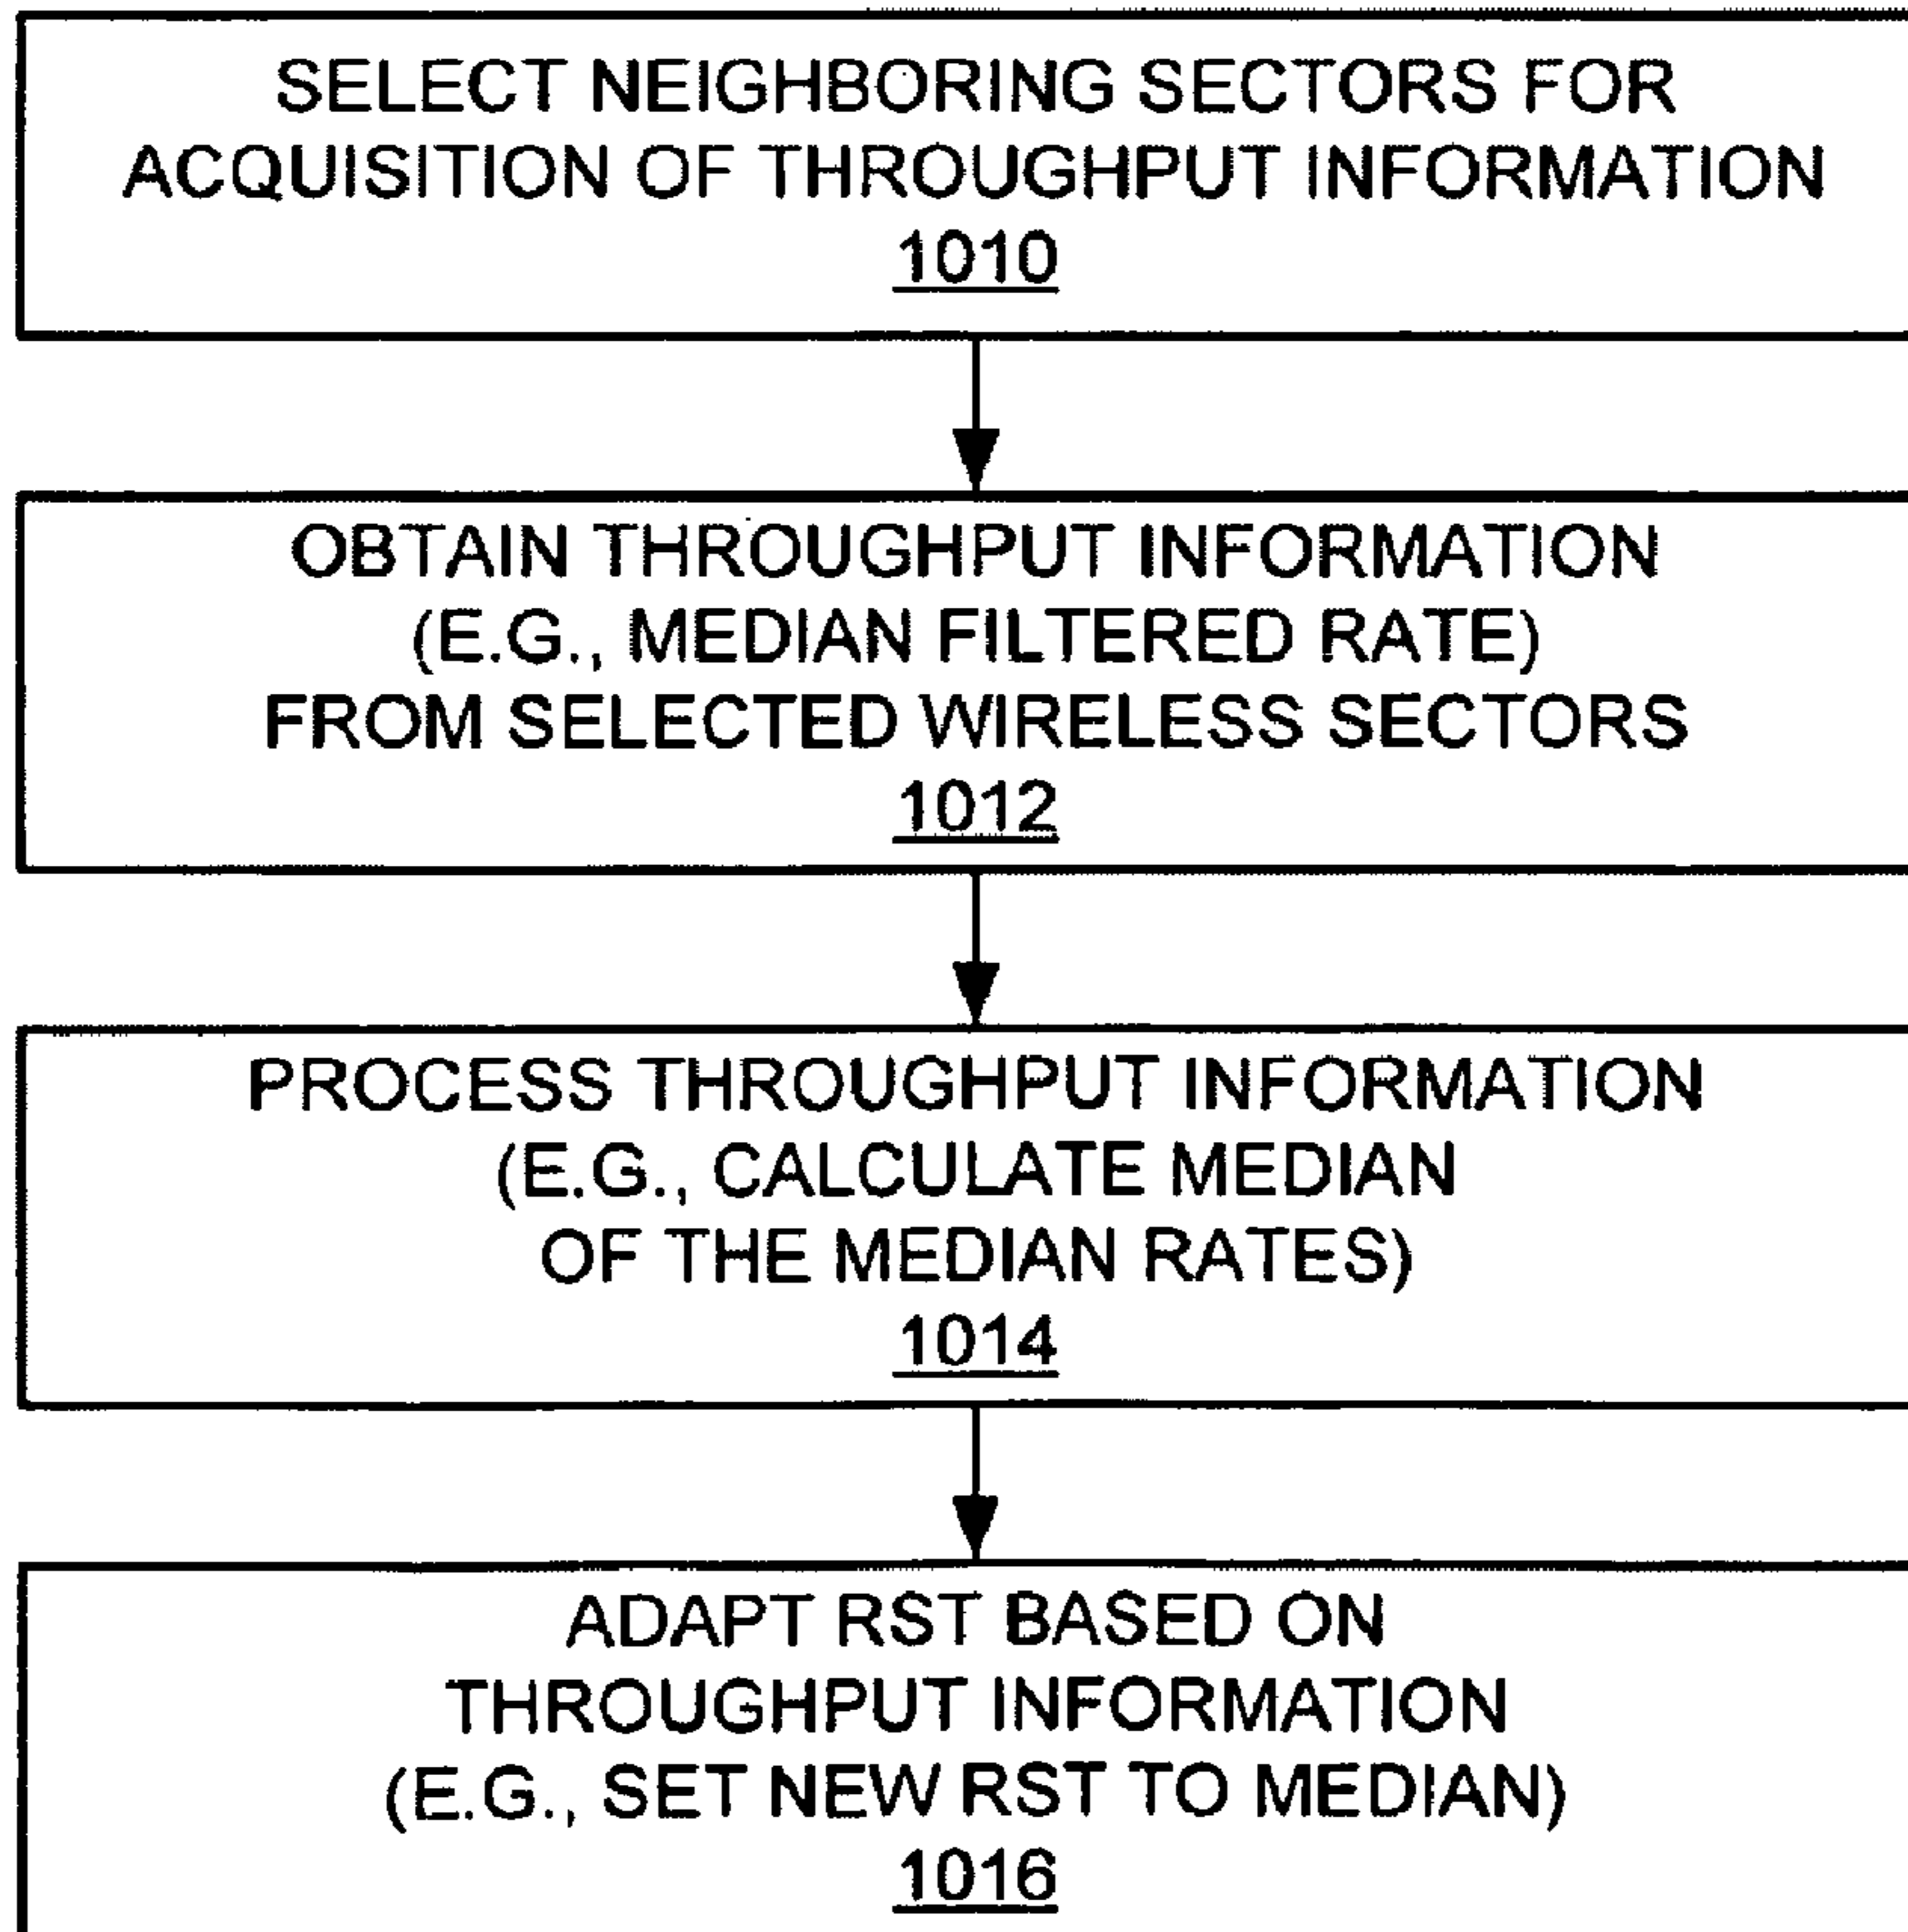 SELECT NEIGHBORING SECTORS FOR
ACQUISITION OF THROUGHPUT INFORMATION
1010
OBTAIN THROUGHPUT INFORMATION
(E.G., MEDIAN FILTERED RATE)
FROM SELECTED WIRELESS SECTORS
1012
PROCESS THROUGHPUT INFORMATION
(E.G., CALCULATE MEDIAN
OF THE MEDIAN RATES)
1014
ADAPT RST BASED ON
THROUGHPUT INFORMATION
(E.G., SET NEW RST TO MEDIAN)
1016